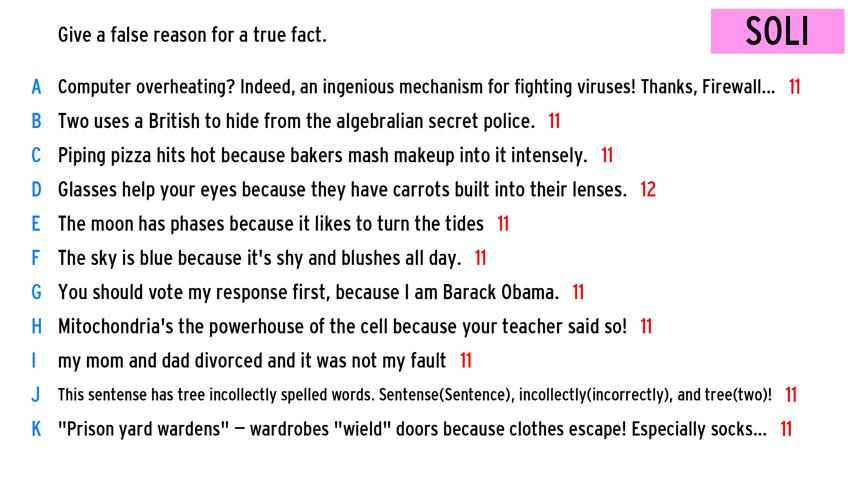 Give a false reason for a true fact.
SOLI
A Computer overheating? Indeed, an ingenious mechanism for fighting viruses! Thanks, Firewall... 11
B Two uses a British to hide from the algebralian secret police. 11
C Piping pizza hits hot because bakers mash makeup into it intensely. 11
D Glasses help your eyes because they have carrots built into their lenses. 12
E The moon has phases because it likes to turn the tides 11
F The sky is blue because it's shy and blushes all day. 11
G You should vote my response first, because I am Barack Obama. 11
H Mitochondria's the powerhouse of the cell because your teacher said so! 11
I my mom and dad divorced and it was not my fault 11
J This sentense has tree incollectly spelled words. Sentense(Sentence), incollectly(incorrectly), and tree(two)! 11
K "Prison yard wardens" — wardrobes "wield" doors because clothes escape! Especially socks... 11